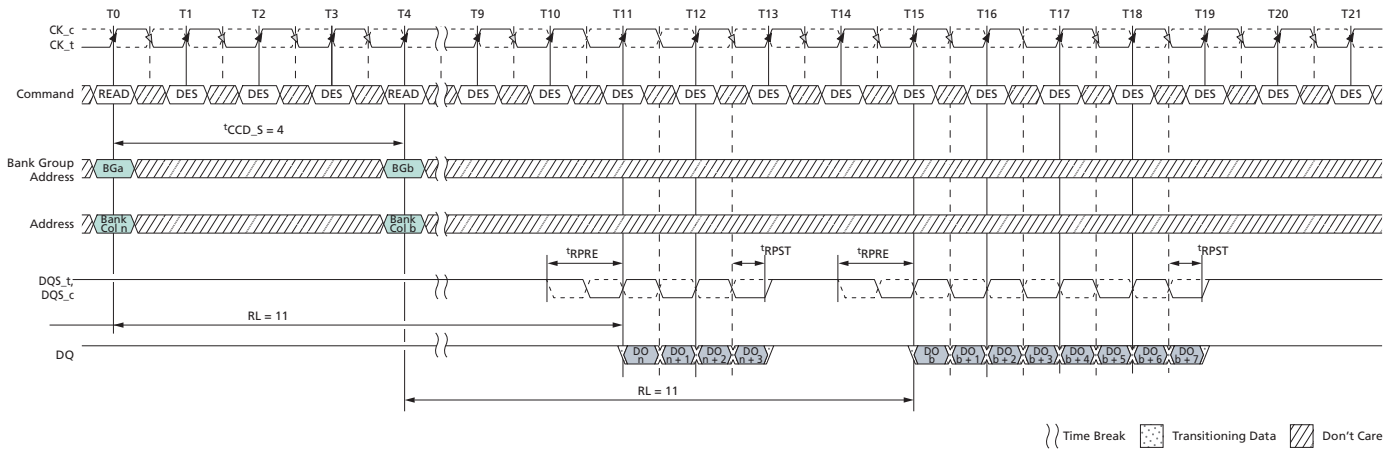 T0 T1 T2 T3 T4 T9 T10 T11 T12 T13 T14 T15 T16 T17 T18 T19 T20 T21
CK_c
CK_t
Command READ DES DES DES READ DES DES DES DES DES DES DES DES DES DES DES DES DES
tCCD_S = 4
Bank Group
Address
BGa BGb
Address
Bank
Col n
Bank
Col b
tRPRE tRPST tRPRE tRPST
DQS_t,
DQS_c
RL = 11
DQ
DO
n
DO
n + 1
DO
n + 2
DO
n + 3
DO
b
DO
b + 1
DO
b + 2
DO
b + 3
DO
b + 4
DO
b + 5
DO
b + 6
DO
b + 7
RL = 11
Time Break Transitioning Data Don't Care